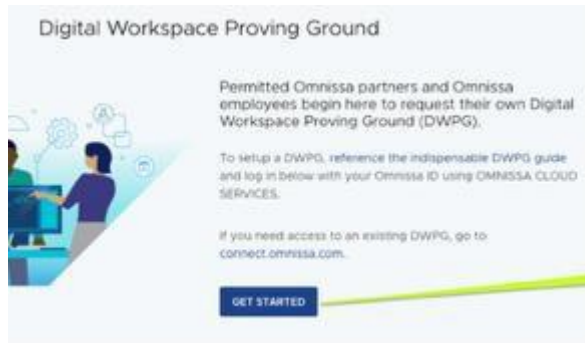 Digital Workspace Proving Ground
Permitted Omnissa partners and Omnissa
employees begin here to request their own Digital
Workspace Proving Ground (DWPG).
To setup a DWPG, reference the indispensable DWPG guide
and log in below with your Omnissa ID using OMNISSA CLOUD
SERVICES.
If you need access to an existing DWPG, go to
connect.omnissa.com.
GET STARTED